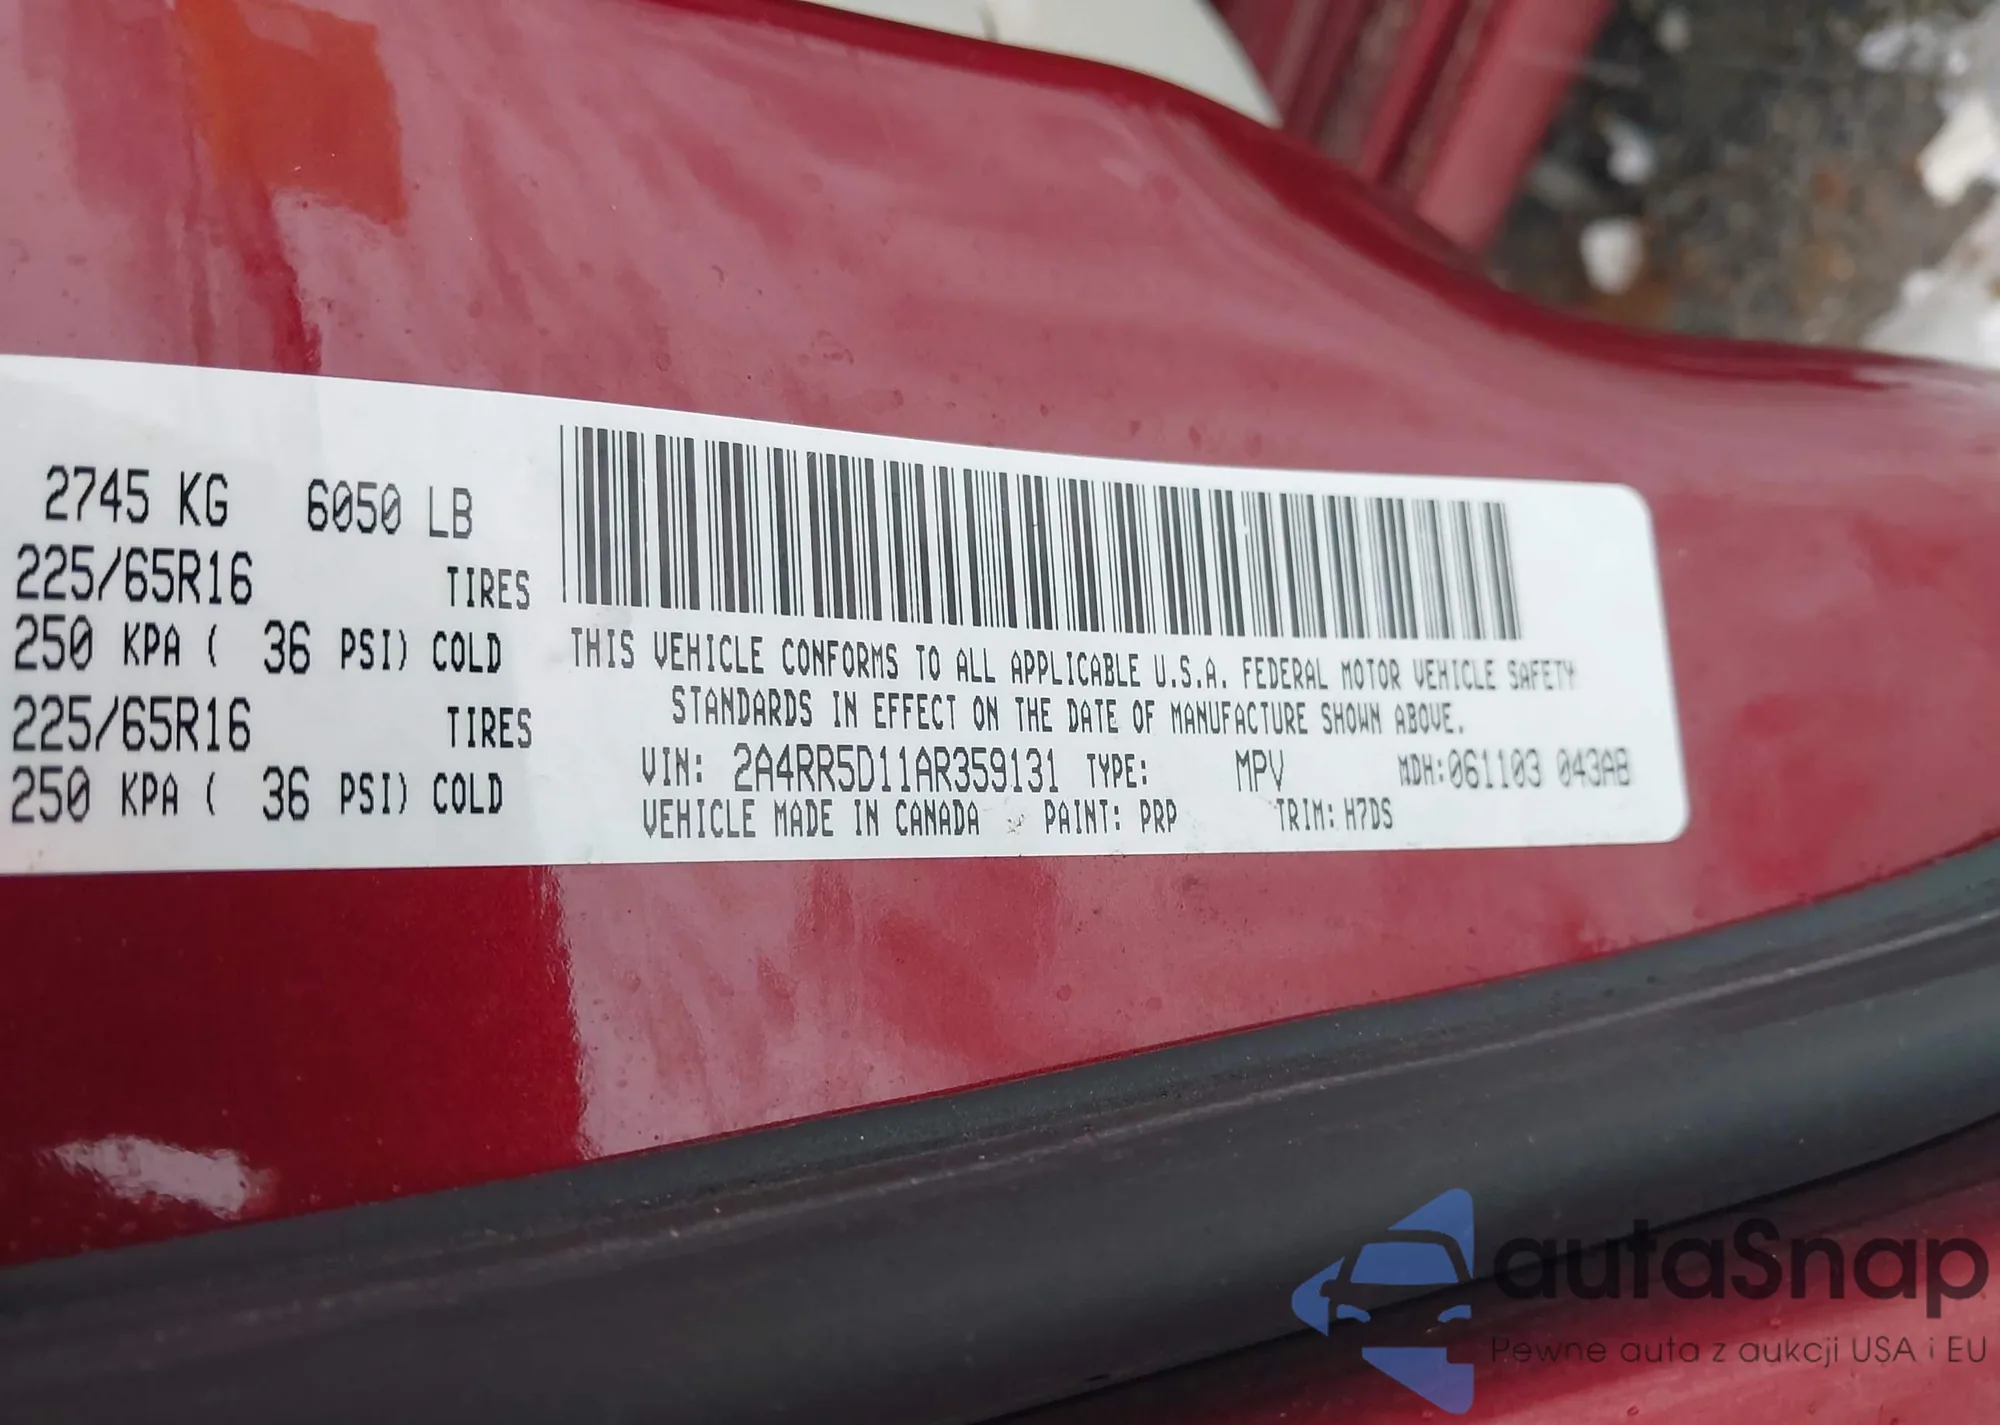 2745 KG 6050 LB
225/65R16 TIRES
250 KPA ( 36 PSI) COLD
225/65R16 TIRES
250 KPA ( 36 PSI) COLD
THIS VEHICLE CONFORMS TO ALL APPLICABLE U.S.A. FEDERAL MOTOR VEHICLE SAFETY
STANDARDS IN EFFECT ON THE DATE OF MANUFACTURE SHOWN ABOVE.
VIN: 2A4RR5D11AR359131 TYPE: MPV MDH:061103 043AB
VEHICLE MADE IN CANADA PAINT: PRP TRIM: H7DS
autaSnap
Pewne auta z aukcji USA i EU